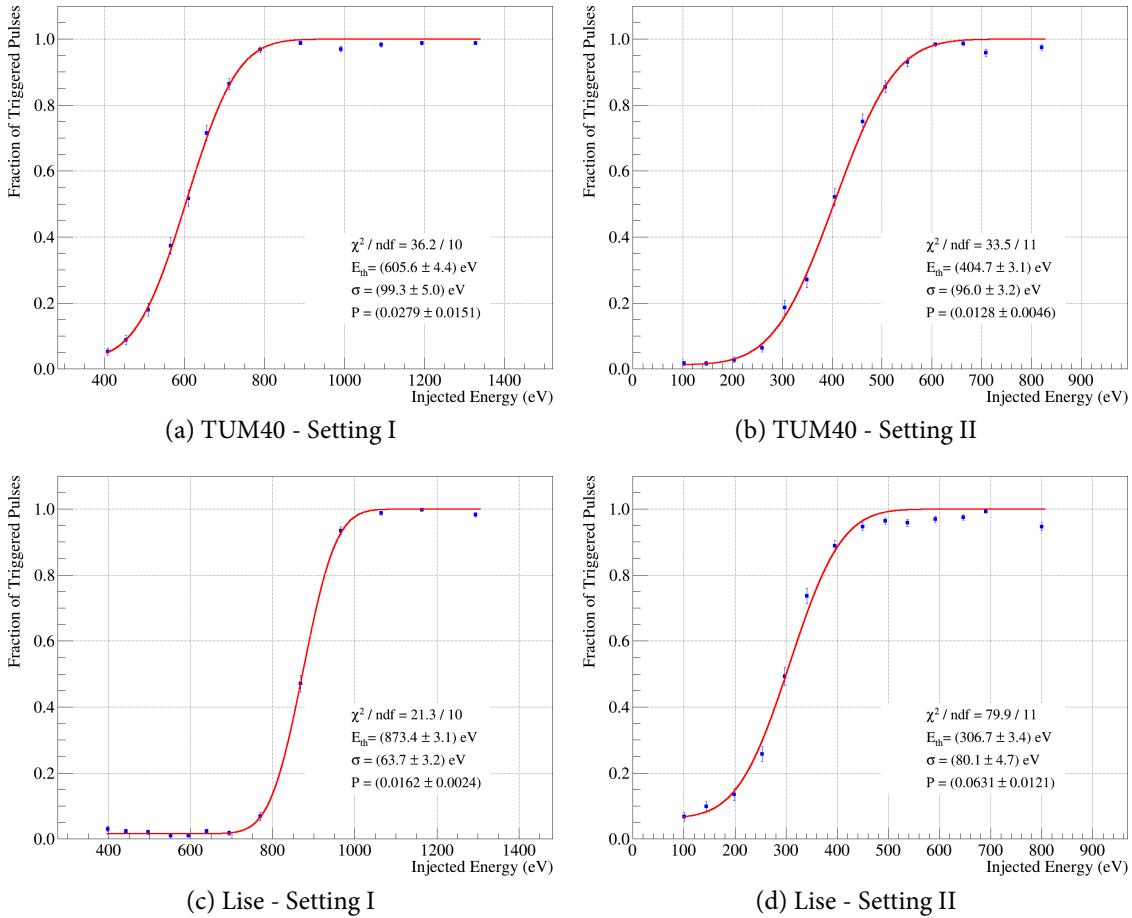 Fraction of Triggered Pulses
1.0
0.8
0.6
0.4
0.2
0.0
χ² / ndf = 36.2 / 10
E_th= (605.6 ± 4.4) eV
σ = (99.3 ± 5.0) eV
P = (0.0279 ± 0.0151)
400 600 800 1000 1200 1400
Injected Energy (eV)
(a) TUM40 - Setting I
Fraction of Triggered Pulses
1.0
0.8
0.6
0.4
0.2
0.0
χ² / ndf = 33.5 / 11
E_th= (404.7 ± 3.1) eV
σ = (96.0 ± 3.2) eV
P = (0.0128 ± 0.0046)
0 100 200 300 400 500 600 700 800 900
Injected Energy (eV)
(b) TUM40 - Setting II
Fraction of Triggered Pulses
1.0
0.8
0.6
0.4
0.2
0.0
χ² / ndf = 21.3 / 10
E_th= (873.4 ± 3.1) eV
σ = (63.7 ± 3.2) eV
P = (0.0162 ± 0.0024)
400 600 800 1000 1200 1400
Injected Energy (eV)
(c) Lise - Setting I
Fraction of Triggered Pulses
1.0
0.8
0.6
0.4
0.2
0.0
χ² / ndf = 79.9 / 11
E_th= (306.7 ± 3.4) eV
σ = (80.1 ± 4.7) eV
P = (0.0631 ± 0.0121)
0 100 200 300 400 500 600 700 800 900
Injected Energy (eV)
(d) Lise - Setting II